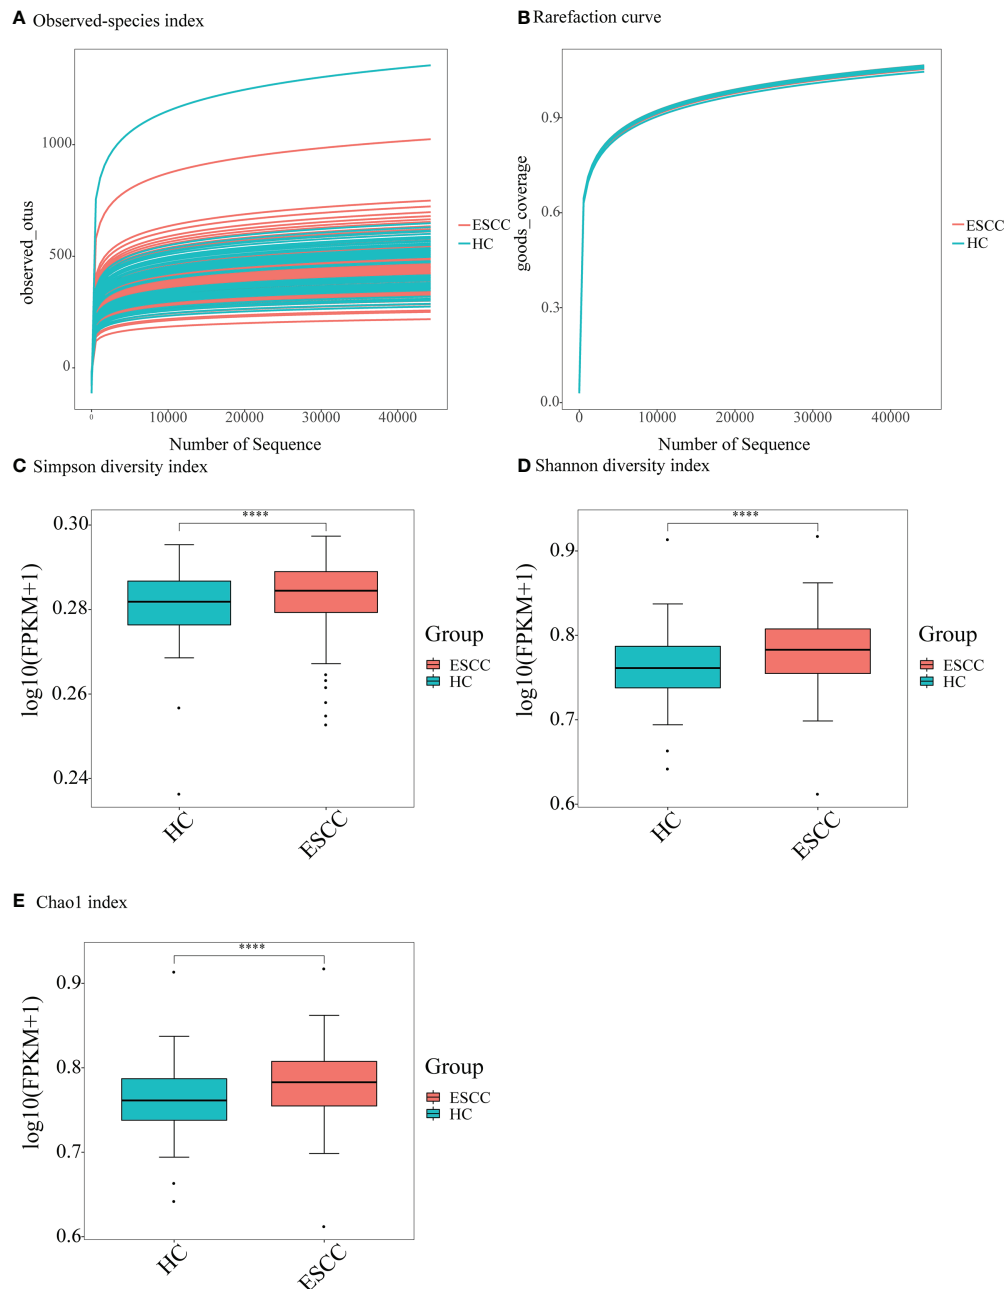 A Observed-species index
observed_otus
1000
500
0
0 10000 20000 30000 40000
Number of Sequence
ESCC
HC
B Rarefaction curve
goods_coverage
0.9
0.6
0.3
0.0
0 10000 20000 30000 40000
Number of Sequence
ESCC
HC
C Simpson diversity index
log10(FPKM+1)
0.30
0.28
0.26
0.24
****
HC ESCC
Group
ESCC
HC
D Shannon diversity index
log10(FPKM+1)
0.9
0.8
0.7
0.6
****
HC ESCC
Group
ESCC
HC
E Chao1 index
log10(FPKM+1)
0.9
0.8
0.7
0.6
****
HC ESCC
Group
ESCC
HC